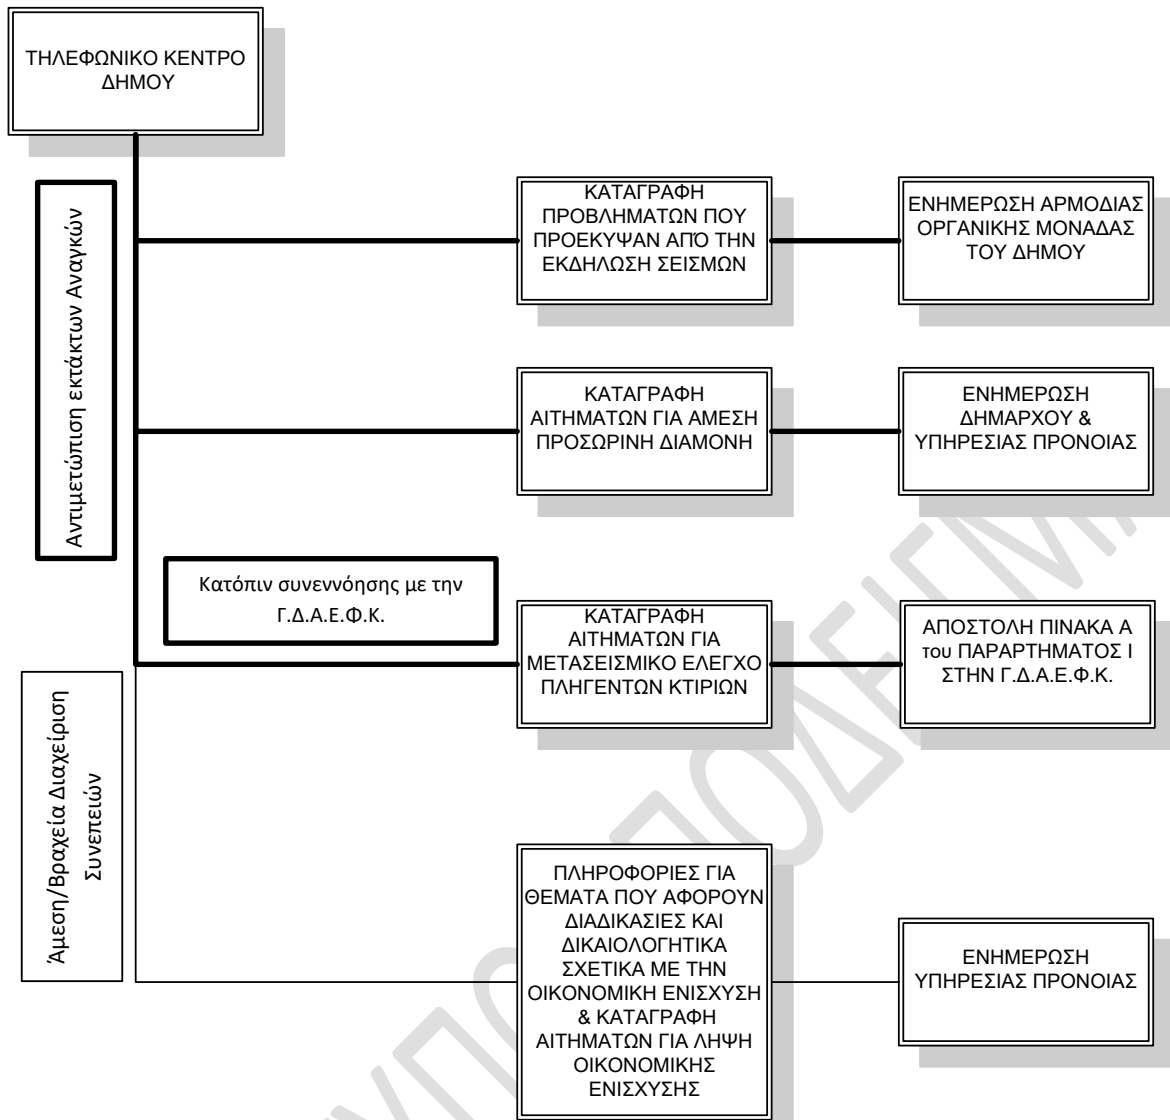 ΤΗΛΕΦΩΝΙΚΟ ΚΕΝΤΡΟ
ΔΗΜΟΥ
Αντιμετώπιση εκτάκτων Αναγκών
ΚΑΤΑΓΡΑΦΗ
ΠΡΟΒΛΗΜΑΤΩΝ ΠΟΥ
ΠΡΟΕΚΥΨΑΝ ΑΠΌ ΤΗΝ
ΕΚΔΗΛΩΣΗ ΣΕΙΣΜΩΝ
ΕΝΗΜΕΡΩΣΗ ΑΡΜΟΔΙΑΣ
ΟΡΓΑΝΙΚΗΣ ΜΟΝΑΔΑΣ
ΤΟΥ ΔΗΜΟΥ
ΚΑΤΑΓΡΑΦΗ
ΑΙΤΗΜΑΤΩΝ ΓΙΑ ΑΜΕΣΗ
ΠΡΟΣΩΡΙΝΗ ΔΙΑΜΟΝΗ
ΕΝΗΜΕΡΩΣΗ
ΔΗΜΑΡΧΟΥ &
ΥΠΗΡΕΣΙΑΣ ΠΡΟΝΟΙΑΣ
Κατόπιν συνεννόησης με την
Γ.Δ.Α.Ε.Φ.Κ.
ΚΑΤΑΓΡΑΦΗ
ΑΙΤΗΜΑΤΩΝ ΓΙΑ
ΜΕΤΑΣΕΙΣΜΙΚΟ ΕΛΕΓΧΟ
ΠΛΗΓΕΝΤΩΝ ΚΤΙΡΙΩΝ
ΑΠΟΣΤΟΛΗ ΠΙΝΑΚΑ Α
του ΠΑΡΑΡΤΗΜΑΤΟΣ Ι
ΣΤΗΝ Γ.Δ.Α.Ε.Φ.Κ.
Άμεση/Βραχεία Διαχείριση
Συνεπειών
ΠΛΗΡΟΦΟΡΙΕΣ ΓΙΑ
ΘΕΜΑΤΑ ΠΟΥ ΑΦΟΡΟΥΝ
ΔΙΑΔΙΚΑΣΙΕΣ ΚΑΙ
ΔΙΚΑΙΟΛΟΓΗΤΙΚΑ
ΣΧΕΤΙΚΑ ΜΕ ΤΗΝ
ΟΙΚΟΝΟΜΙΚΗ ΕΝΙΣΧΥΣΗ
& ΚΑΤΑΓΡΑΦΗ
ΑΙΤΗΜΑΤΩΝ ΓΙΑ ΛΗΨΗ
ΟΙΚΟΝΟΜΙΚΗΣ
ΕΝΙΣΧΥΣΗΣ
ΕΝΗΜΕΡΩΣΗ
ΥΠΗΡΕΣΙΑΣ ΠΡΟΝΟΙΑΣ